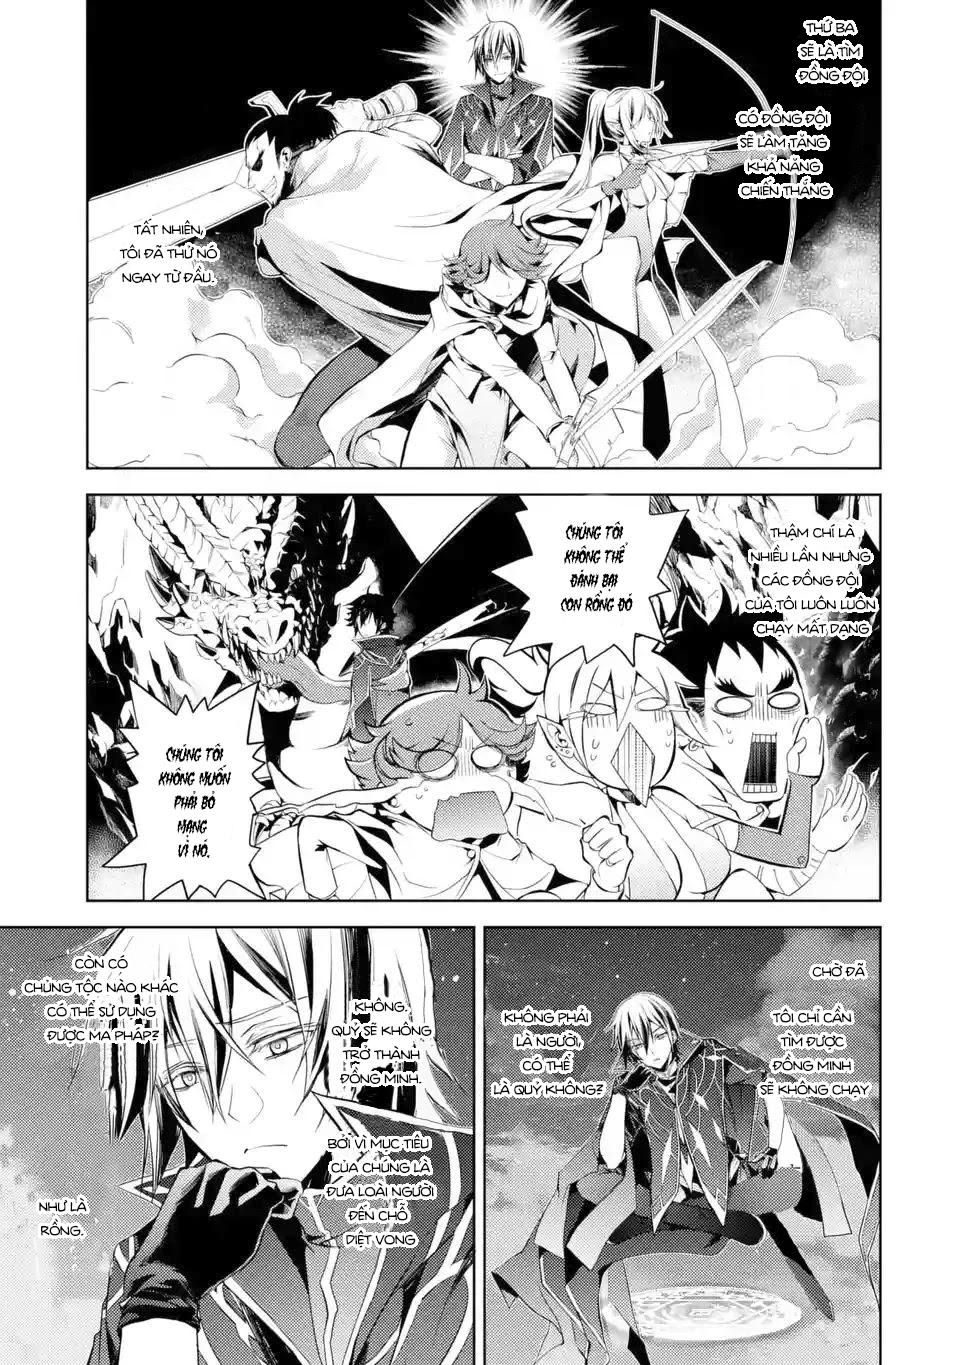 THỨ BA
SẼ LÀ TÌM
ĐỒNG ĐỘI
CÓ ĐỒNG ĐỘI
SẼ LÀM TĂNG
KHẢ NĂNG
CHIẾN THẮNG
TẤT NHIÊN,
TÔI ĐÃ THỬ NÓ
NGAY TỪ ĐẦU.
THẬM CHÍ LÀ
NHIỀU LẦN NHƯNG
CÁC ĐỒNG ĐỘI
CỦA TÔI LUÔN LUÔN
CHẠY MẤT DẠNG
CHÚNG TÔI
KHÔNG THỂ
ĐÁNH BẠI
CON RỒNG ĐÓ
CHÚNG TÔI
KHÔNG MUỐN
PHẢI BỎ
MẠNG
VÌ NÓ.
CHỜ ĐÃ
TÔI CHỈ CẦN
TÌM ĐƯỢC
ĐỒNG MINH
SẼ KHÔNG CHẠY
KHÔNG PHẢI
LÀ NGƯỜI,
CÓ THỂ
LÀ QUỶ KHÔNG?
KHÔNG.
QUỶ SẼ KHÔNG
TRỞ THÀNH
ĐỒNG MINH.
BỞI VÌ MỤC TIÊU
CỦA CHÚNG LÀ
ĐƯA LOÀI NGƯỜI
ĐẾN CHỖ
DIỆT VONG
CÒN CÓ
CHỦNG TỘC NÀO KHÁC
CÓ THỂ SỬ DỤNG
ĐƯỢC MA PHÁP?
NHƯ LÀ
RỒNG.